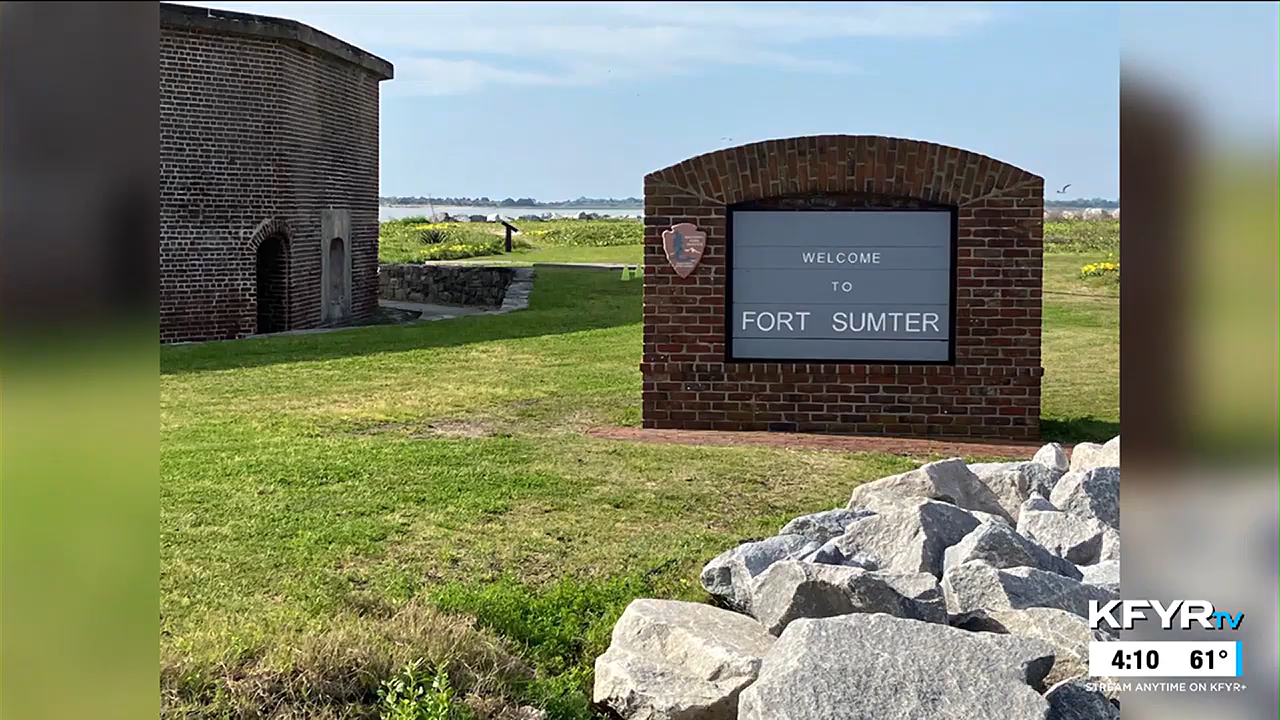 WELCOME
TO
FORT SUMTER
KFYRTV
4:10 61°
STREAM ANYTIME ON KFYR+